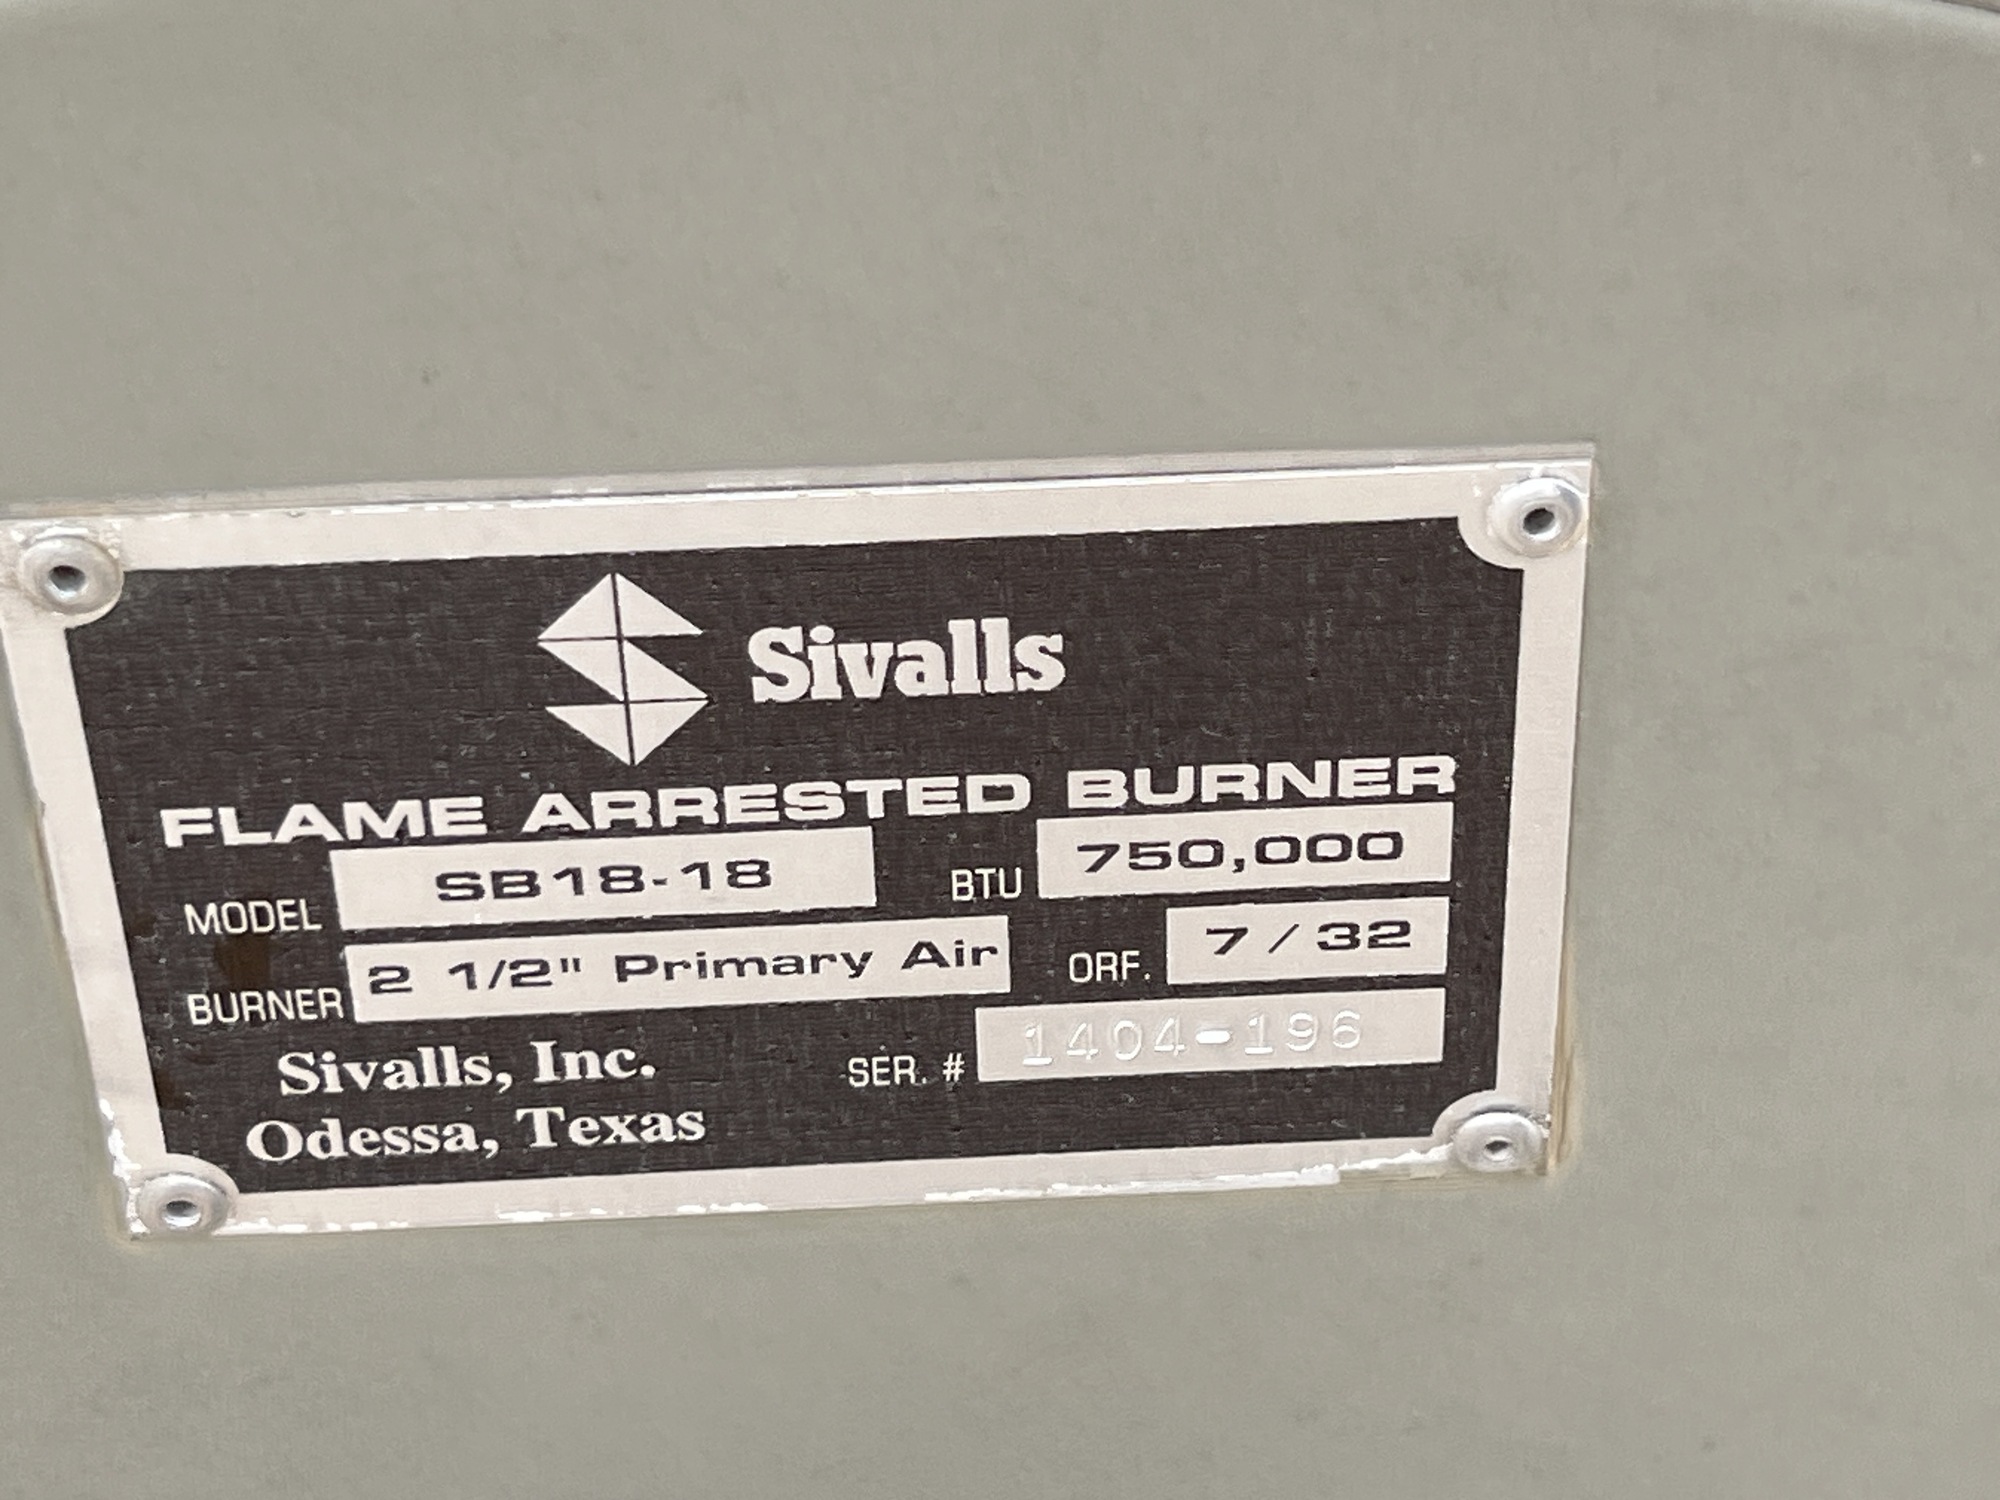 Sivalls
FLAME ARRESTED BURNER
MODEL SB18-18 BTU 750,000
BURNER 2 1/2" Primary Air ORF. 7/32
Sivalls, Inc. SER. # 1404-196
Odessa, Texas